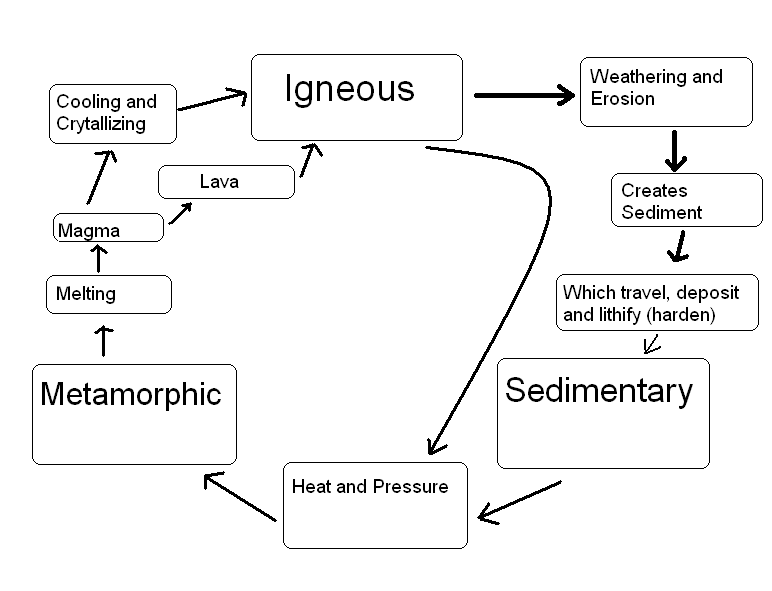 Igneous
Weathering and
Erosion
Cooling and
Crytallizing
Lava
Creates
Sediment
Magma
Melting
Which travel, deposit
and lithify (harden)
Metamorphic
Sedimentary
Heat and Pressure